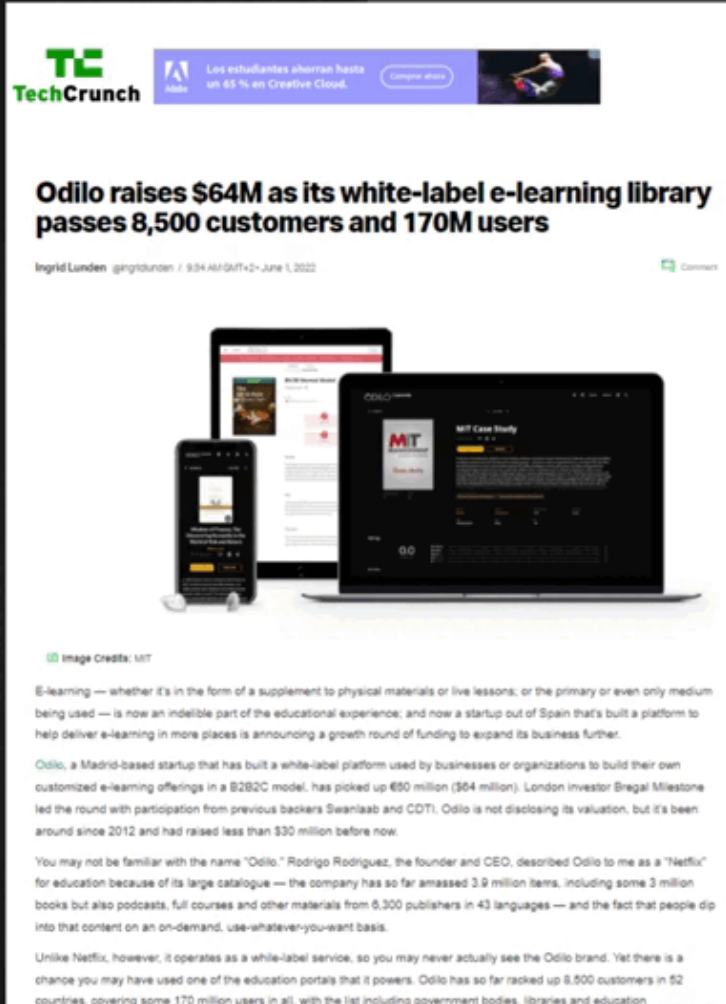 TC
TechCrunch
Adobe
Los estudiantes ahorran hasta
un 65 % en Creative Cloud.
Comprar ahora
Odilo raises $64M as its white-label e-learning library
passes 8,500 customers and 170M users
Ingrid Lunden @ingridlunden / 9:34 AM GMT+2•June 1, 2022
Comment
ODILO
MIT Case Study
MIT
0.0
Image Credits: MIT
E-learning — whether it's in the form of a supplement to physical materials or live lessons; or the primary or even only medium
being used — is now an indelible part of the educational experience; and now a startup out of Spain that's built a platform to
help deliver e-learning in more places is announcing a growth round of funding to expand its business further.
Odilo, a Madrid-based startup that has built a white-label platform used by businesses or organizations to build their own
customized e-learning offerings in a B2B2C model, has picked up €60 million ($64 million). London investor Bregal Milestone
led the round with participation from previous backers Swanlaab and CDTI. Odilo is not disclosing its valuation, but it's been
around since 2012 and had raised less than $30 million before now.
You may not be familiar with the name "Odilo." Rodrigo Rodriguez, the founder and CEO, described Odilo to me as a "Netflix"
for education because of its large catalogue — the company has so far amassed 3.9 million items, including some 3 million
books but also podcasts, full courses and other materials from 6,300 publishers in 43 languages — and the fact that people dip
into that content on an on-demand, use-whatever-you-want basis.
Unlike Netflix, however, it operates as a while-label service, so you may never actually see the Odilo brand. Yet there is a
chance you may have used one of the education portals that it powers. Odilo has so far racked up 8,500 customers in 52
countries, covering some 170 million users in all, with the list including government bodies, libraries and education